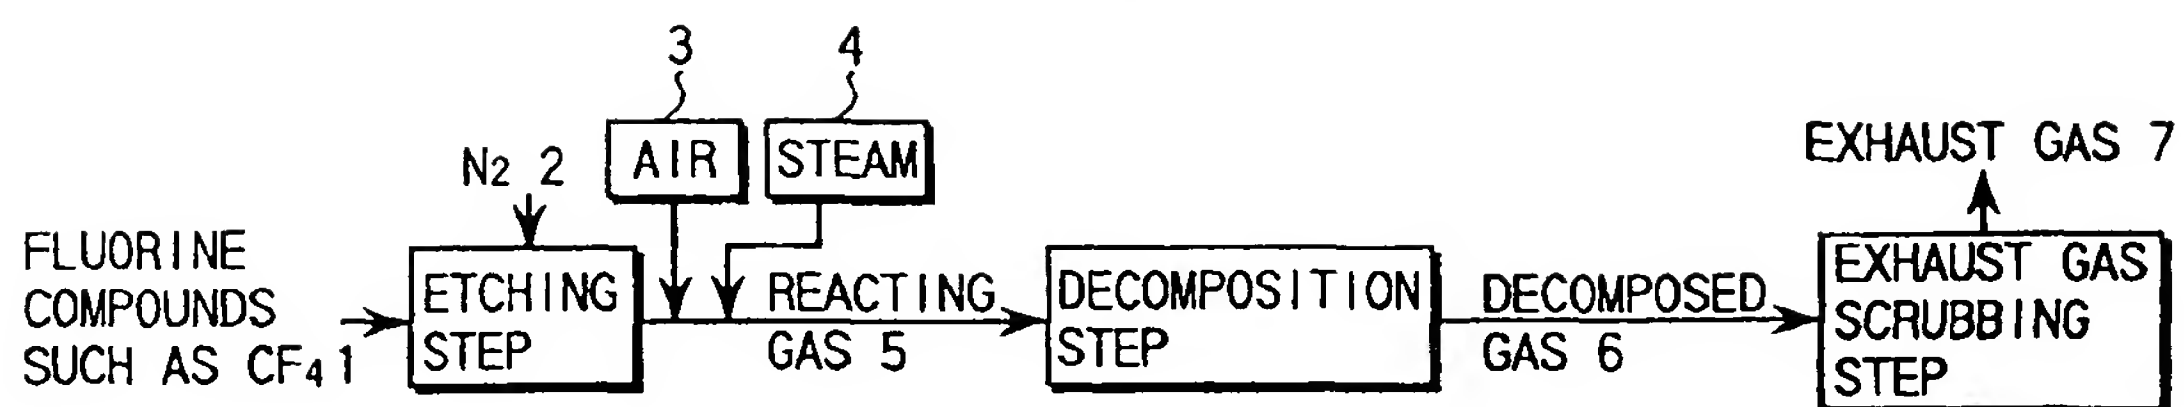 3
4
AIR
STEAM
N2 2
EXHAUST GAS 7
FLUORINE
COMPOUNDS
SUCH AS CF4 1
ETCHING
STEP
REACTING
GAS 5
DECOMPOSITION
STEP
DECOMPOSED
GAS 6
EXHAUST GAS
SCRUBBING
STEP